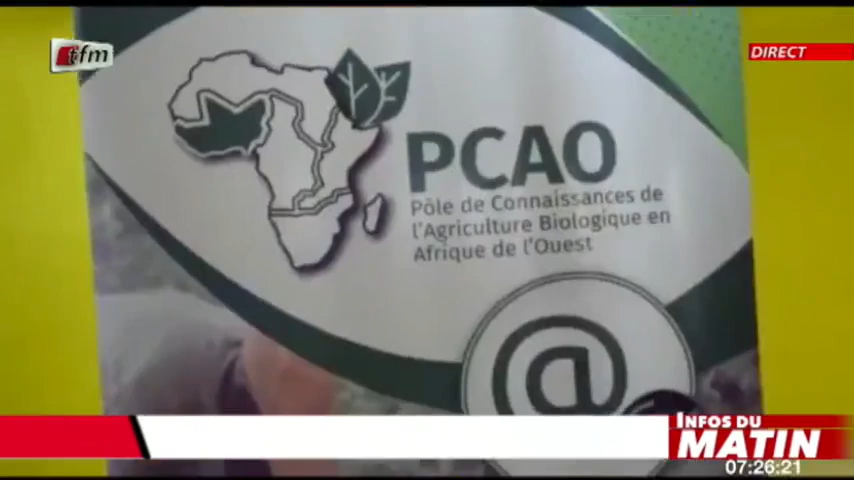 tfm
DIRECT
PCAO
Pôle de Connaissances de
l'Agriculture Biologique en
Afrique de l'Ouest
@
INFOS DU
MATIN
07:26:21